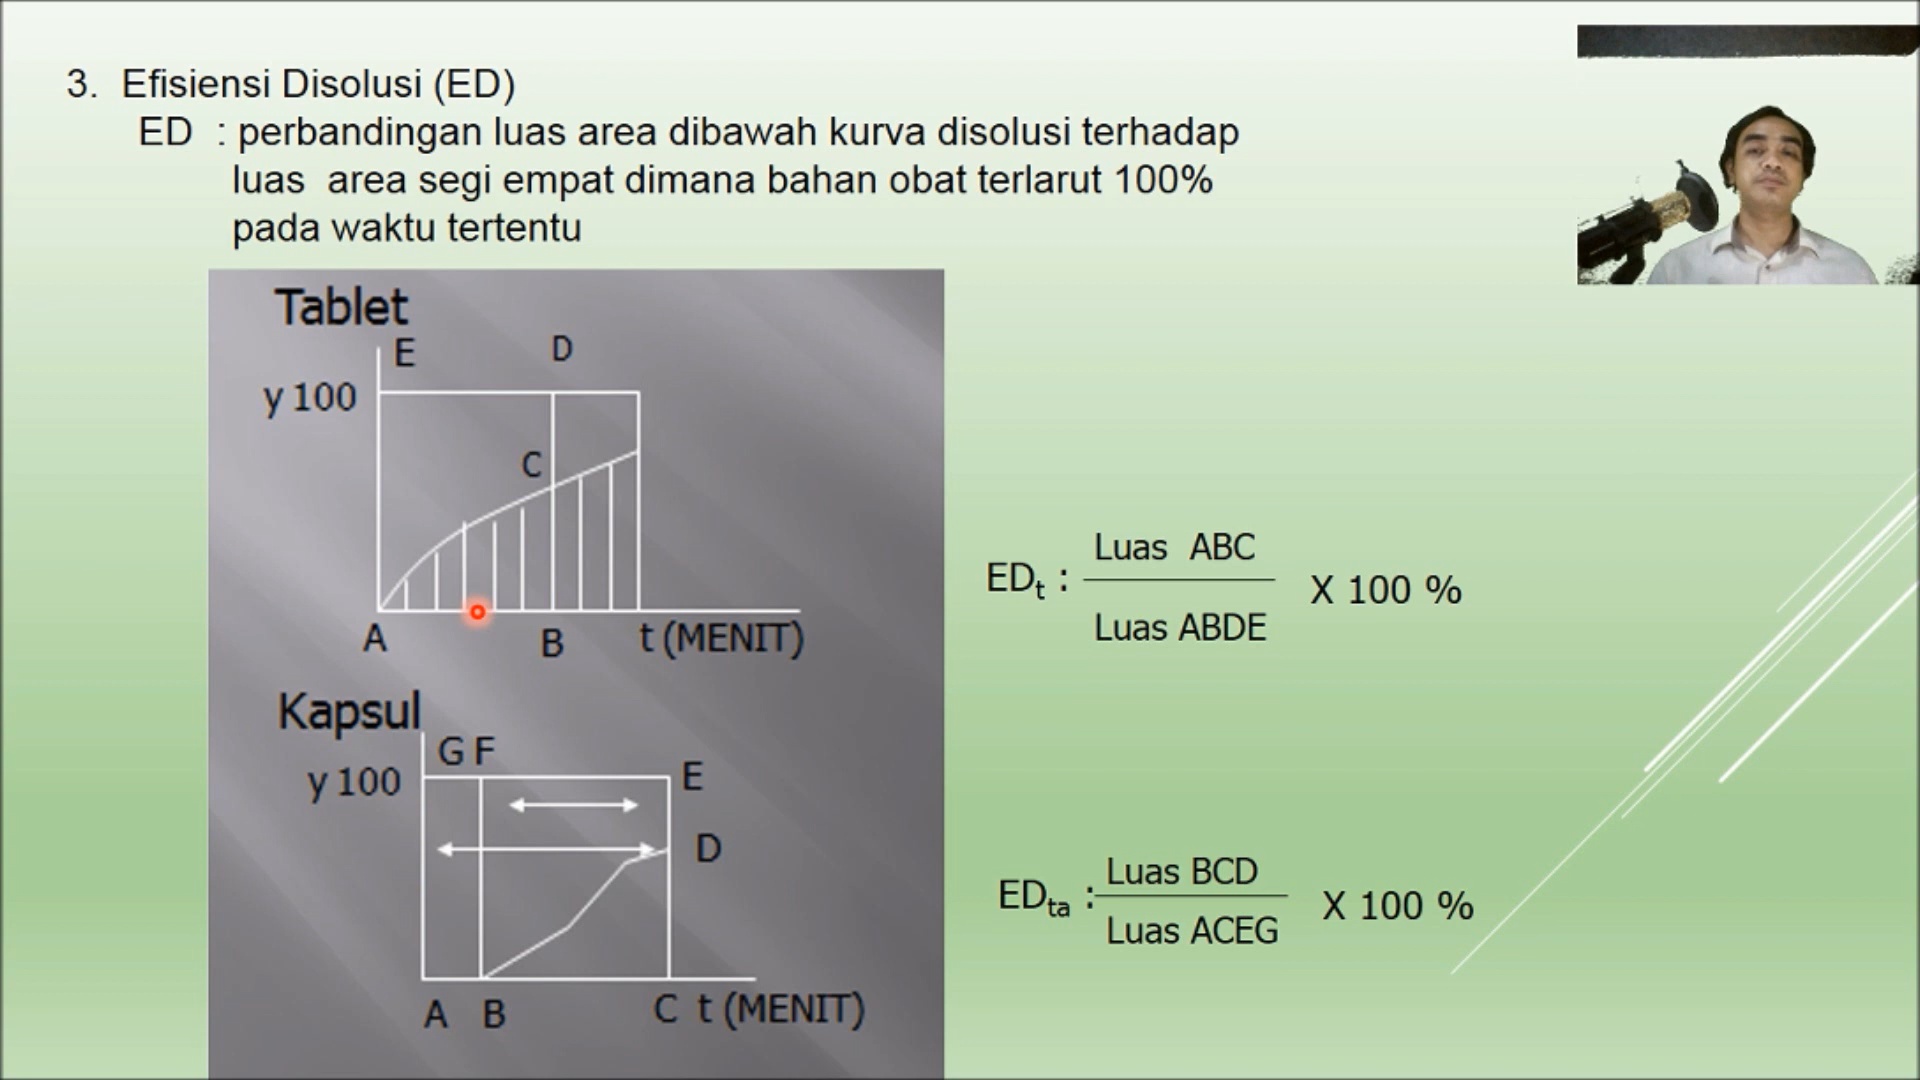 3. Efisiensi Disolusi (ED)
ED : perbandingan luas area dibawah kurva disolusi terhadap
luas area segi empat dimana bahan obat terlarut 100%
pada waktu tertentu
Tablet
E D
y 100
C
A B t (MENIT)
Kapsul
G F
y 100 E
D
A B C t (MENIT)
EDt : Luas ABC
X 100 %
Luas ABDE
EDta : Luas BCD
X 100 %
Luas ACEG